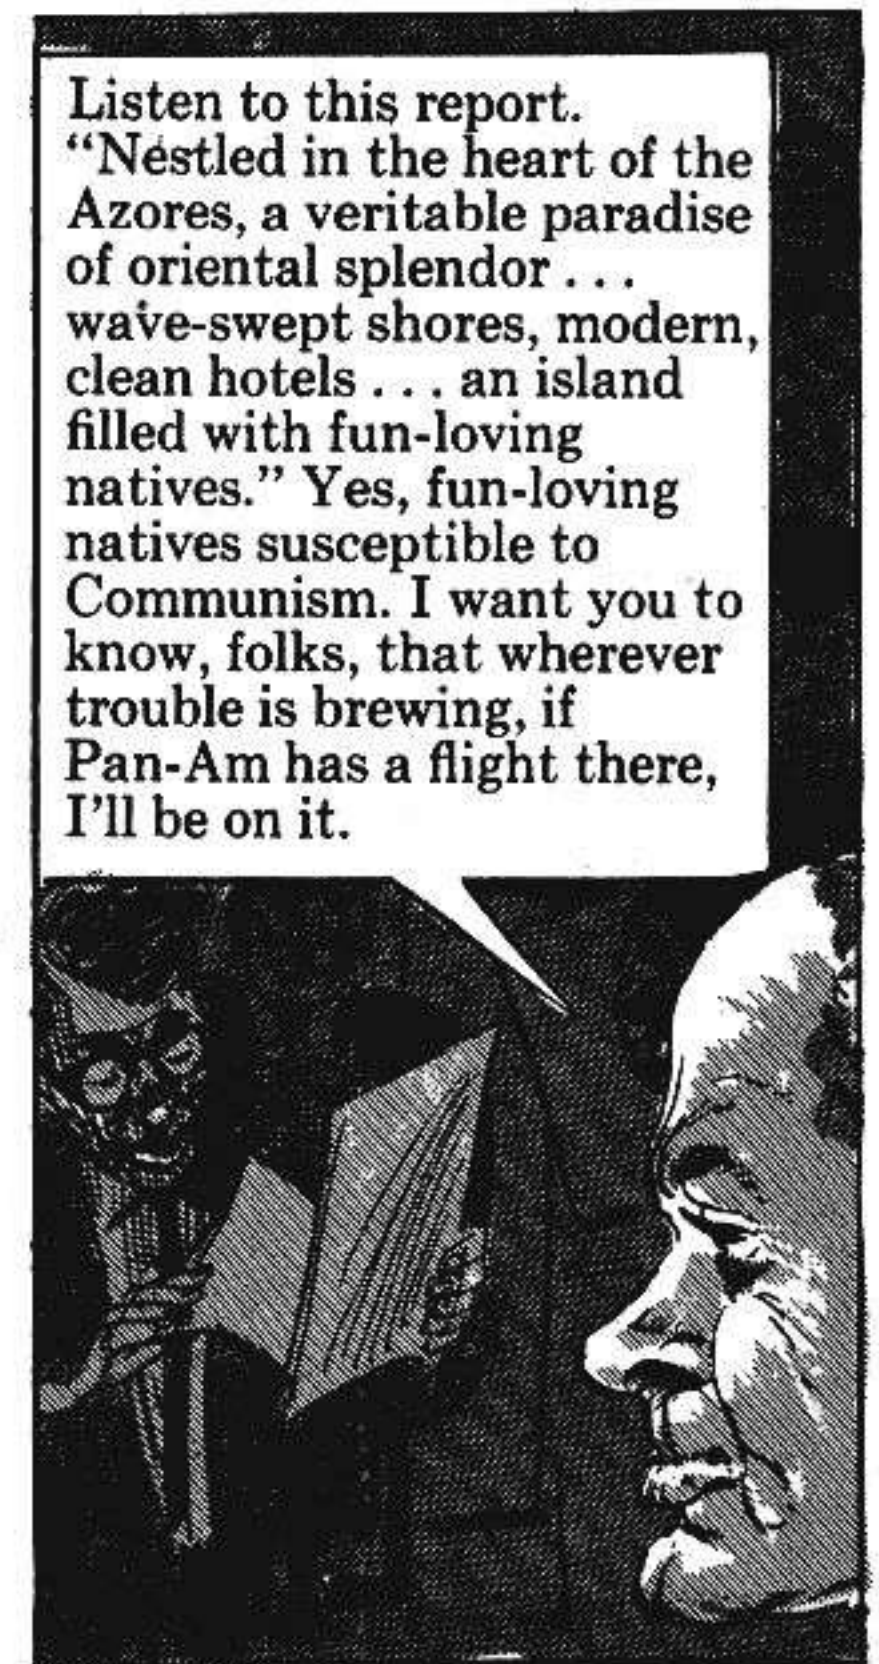 Listen to this report.
“Nestled in the heart of the
Azores, a veritable paradise
of oriental splendor . . .
wave-swept shores, modern,
clean hotels . . . an island
filled with fun-loving
natives.” Yes, fun-loving
natives susceptible to
Communism. I want you to
know, folks, that wherever
trouble is brewing, if
Pan-Am has a flight there,
I’ll be on it.